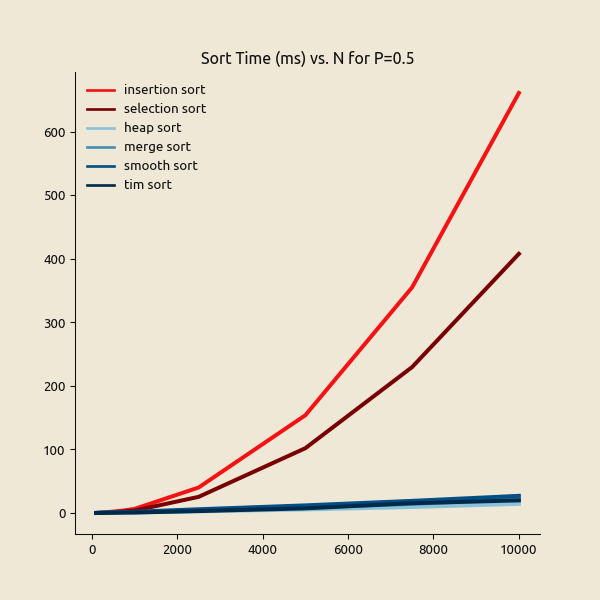 Sort Time (ms) vs. N for P=0.5
insertion sort
selection sort
heap sort
merge sort
smooth sort
tim sort
600
500
400
300
200
100
0
0 2000 4000 6000 8000 10000